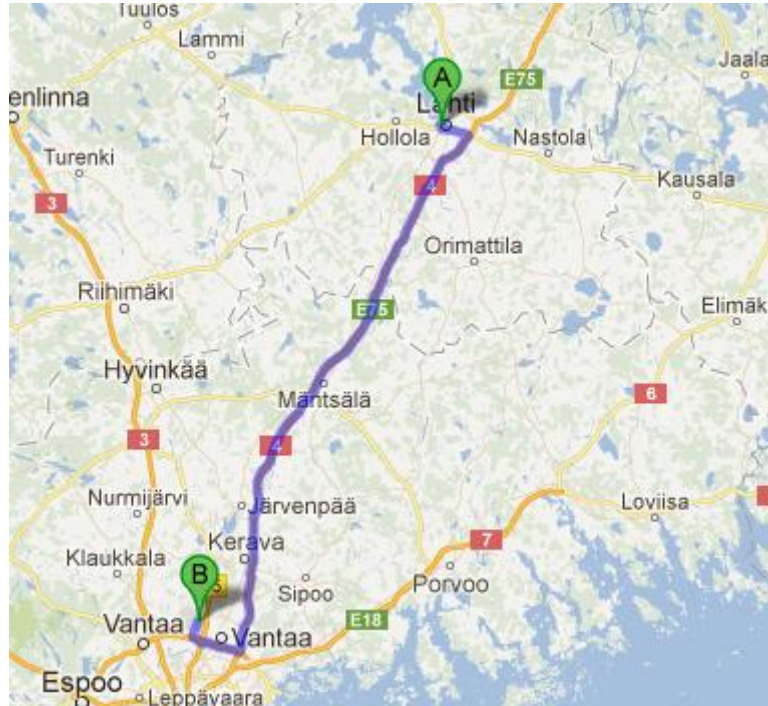 Tuulos
Lammi
Jaala
A
E75
enlinna
Lahti
Hollola
Nastola
Turenki
4
Kausala
3
Orimattila
Riihimäki
E75
Elimäk
Hyvinkää
Mäntsälä
6
3
4
Nurmijärvi
Järvenpää
Loviisa
7
Klaukkala
Kerava
B
5
Sipoo
Porvoo
E18
Vantaa
Vantaa
Espoo
Leppävaara